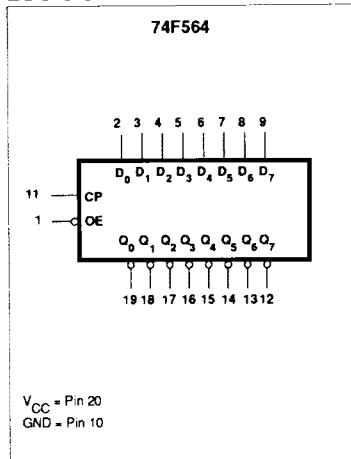 74F564
2 3 4 5 6 7 8 9
D0 D1 D2 D3 D4 D5 D6 D7
11 CP
1 OE
Q0 Q1 Q2 Q3 Q4 Q5 Q6 Q7
19 18 17 16 15 14 13 12
VCC = Pin 20
GND = Pin 10